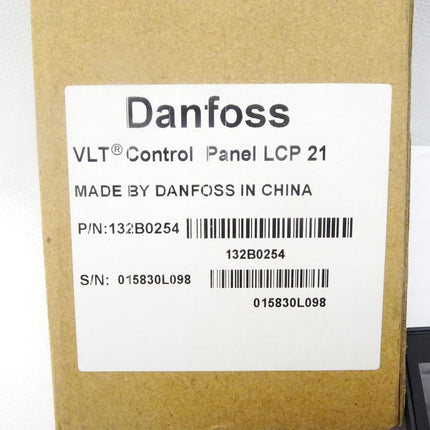 Danfoss
VLT® Control Panel LCP 21
MADE BY DANFOSS IN CHINA
P/N:132B0254
132B0254
S/N: 015830L098
015830L098